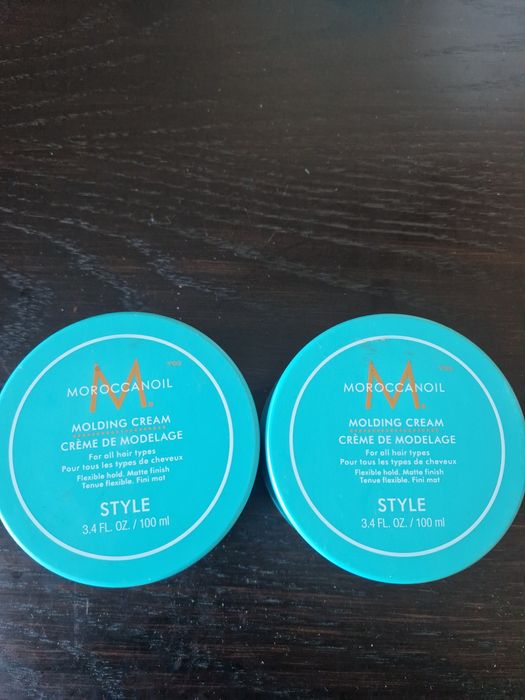 M
MOROCCANOIL
MOLDING CREAM
CRÈME DE MODELAGE
For all hair types
Pour tous les types de cheveux
Flexible hold. Matte finish
Tenue flexible. Fini mat
STYLE
3.4 FL. OZ. / 100 ml
M
MOROCCANOIL
MOLDING CREAM
CRÈME DE MODELAGE
For all hair types
Pour tous les types de cheveux
Flexible hold. Matte finish
Tenue flexible. Fini mat
STYLE
3.4 FL. OZ. / 100 ml